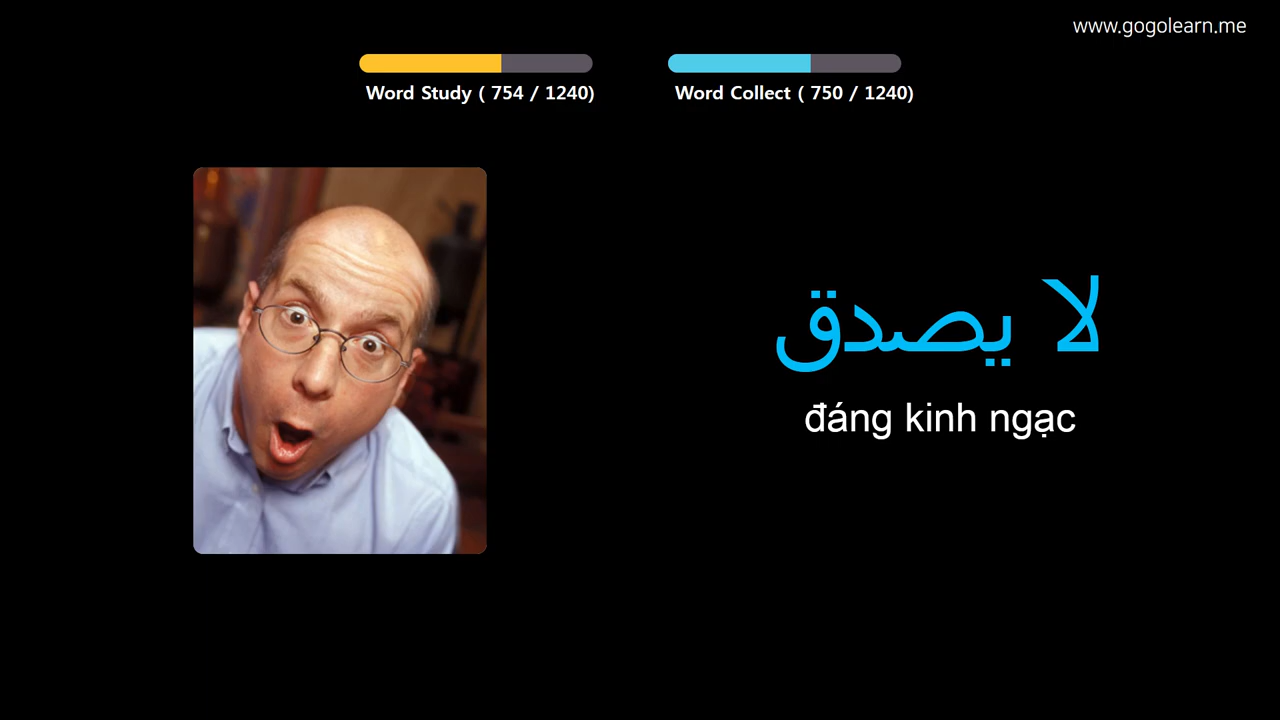 www.gogolearn.me
Word Study ( 754 / 1240)
Word Collect ( 750 / 1240)
لا يصدق
đáng kinh ngạc